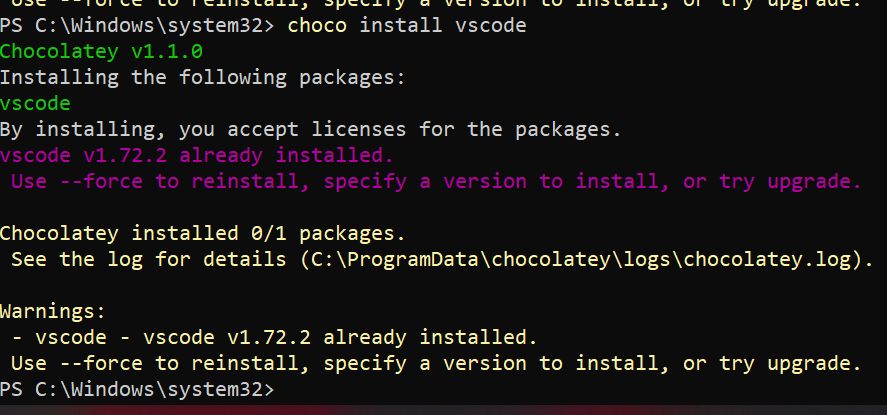 Use --force to reinstall, specify a version to install, or try upgrade.
PS C:\Windows\system32> choco install vscode
Chocolatey v1.1.0
Installing the following packages:
vscode
By installing, you accept licenses for the packages.
vscode v1.72.2 already installed.
 Use --force to reinstall, specify a version to install, or try upgrade.

Chocolatey installed 0/1 packages.
 See the log for details (C:\ProgramData\chocolatey\logs\chocolatey.log).

Warnings:
 - vscode - vscode v1.72.2 already installed.
 Use --force to reinstall, specify a version to install, or try upgrade.
PS C:\Windows\system32>